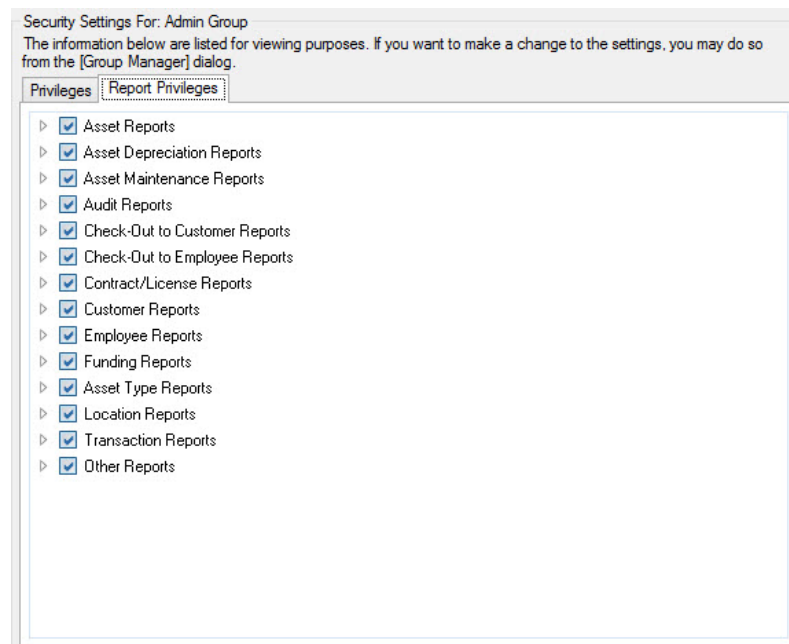 Security Settings For: Admin Group
The information below are listed for viewing purposes. If you want to make a change to the settings, you may do so
from the [Group Manager] dialog.
Privileges Report Privileges
Asset Reports
Asset Depreciation Reports
Asset Maintenance Reports
Audit Reports
Check-Out to Customer Reports
Check-Out to Employee Reports
Contract/License Reports
Customer Reports
Employee Reports
Funding Reports
Asset Type Reports
Location Reports
Transaction Reports
Other Reports